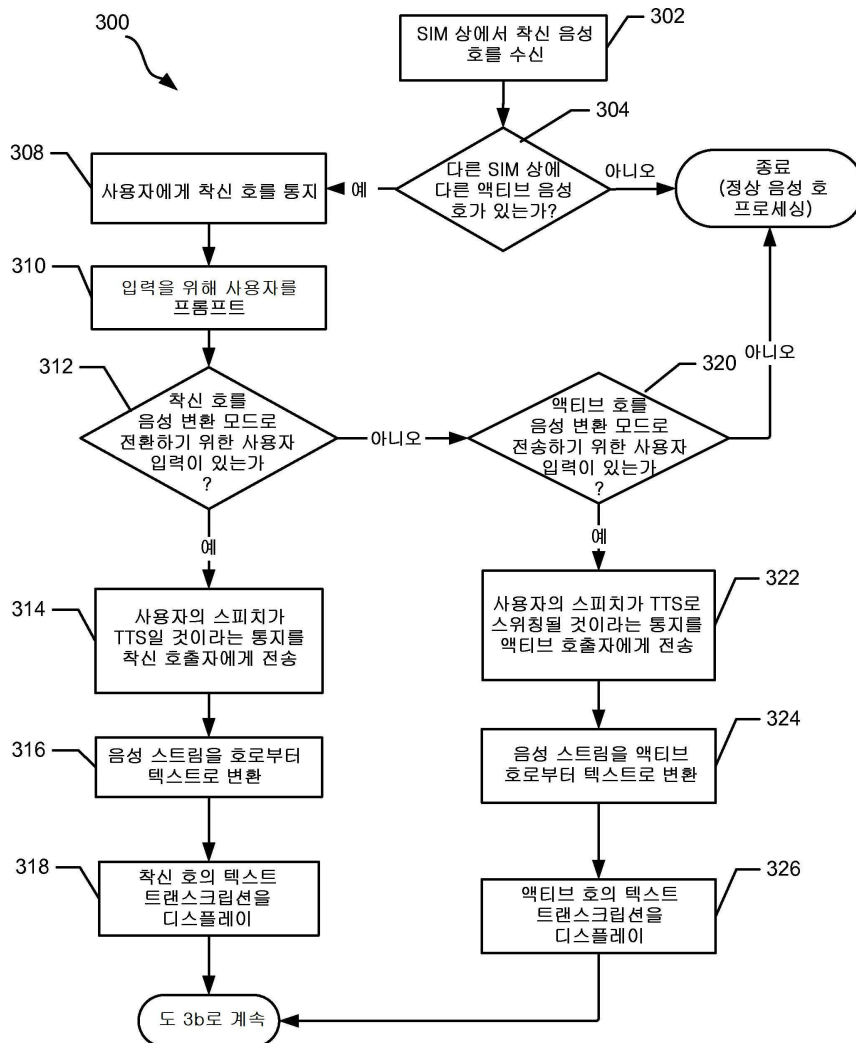 300
SIM 상에서 착신 음성
호를 수신
302
304
다른 SIM 상에
다른 액티브 음성
호가 있는가?
아니오
종료
(정상 음성 호
프로세싱)
예
308
사용자에게 착신 호를 통지
310
입력을 위해 사용자를
프롬프트
312
착신 호를
음성 변환 모드로
전환하기 위한 사용자
입력이 있는가
?
아니오
320
액티브 호를
음성 변환 모드로
전송하기 위한 사용자
입력이 있는가
?
아니오
예
예
314
사용자의 스피치가
TTS일 것이라는 통지를
착신 호출자에게 전송
322
사용자의 스피치가 TTS로
스위칭될 것이라는 통지를
액티브 호출자에게 전송
316
음성 스트림을 호로부터
텍스트로 변환
324
음성 스트림을 액티브
호로부터 텍스트로 변환
318
착신 호의 텍스트
트랜스크립션을
디스플레이
326
액티브 호의 텍스트
트랜스크립션을
디스플레이
도 3b로 계속